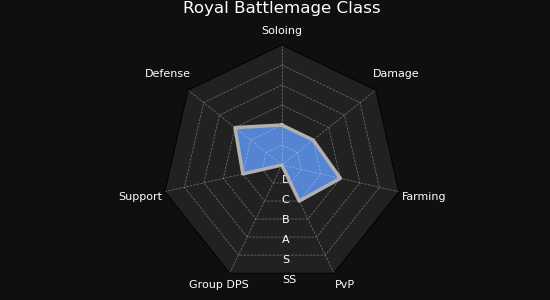 Royal Battlemage Class
Soloing
Defense
Damage
Support
Farming
D
C
B
A
S
SS
Group DPS
PvP